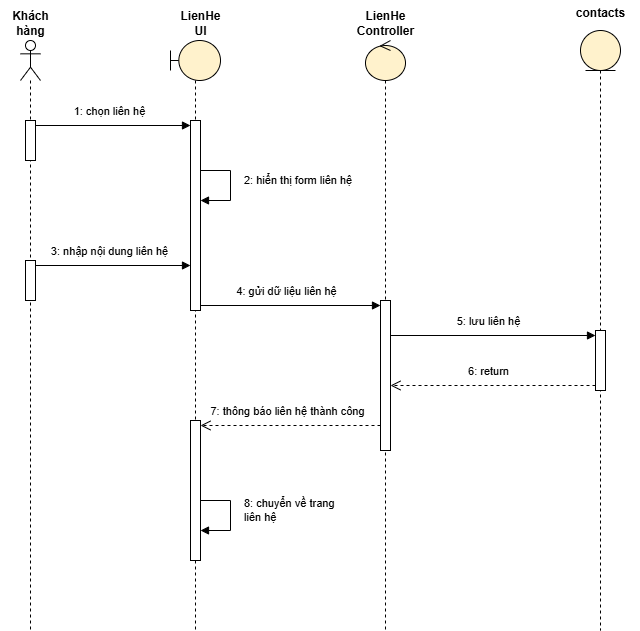 Khách
hàng
LienHe
UI
LienHe
Controller
contacts
1: chọn liên hệ
2: hiển thị form liên hệ
3: nhập nội dung liên hệ
4: gửi dữ liệu liên hệ
5: lưu liên hệ
6: return
7: thông báo liên hệ thành công
8: chuyển về trang
liên hệ